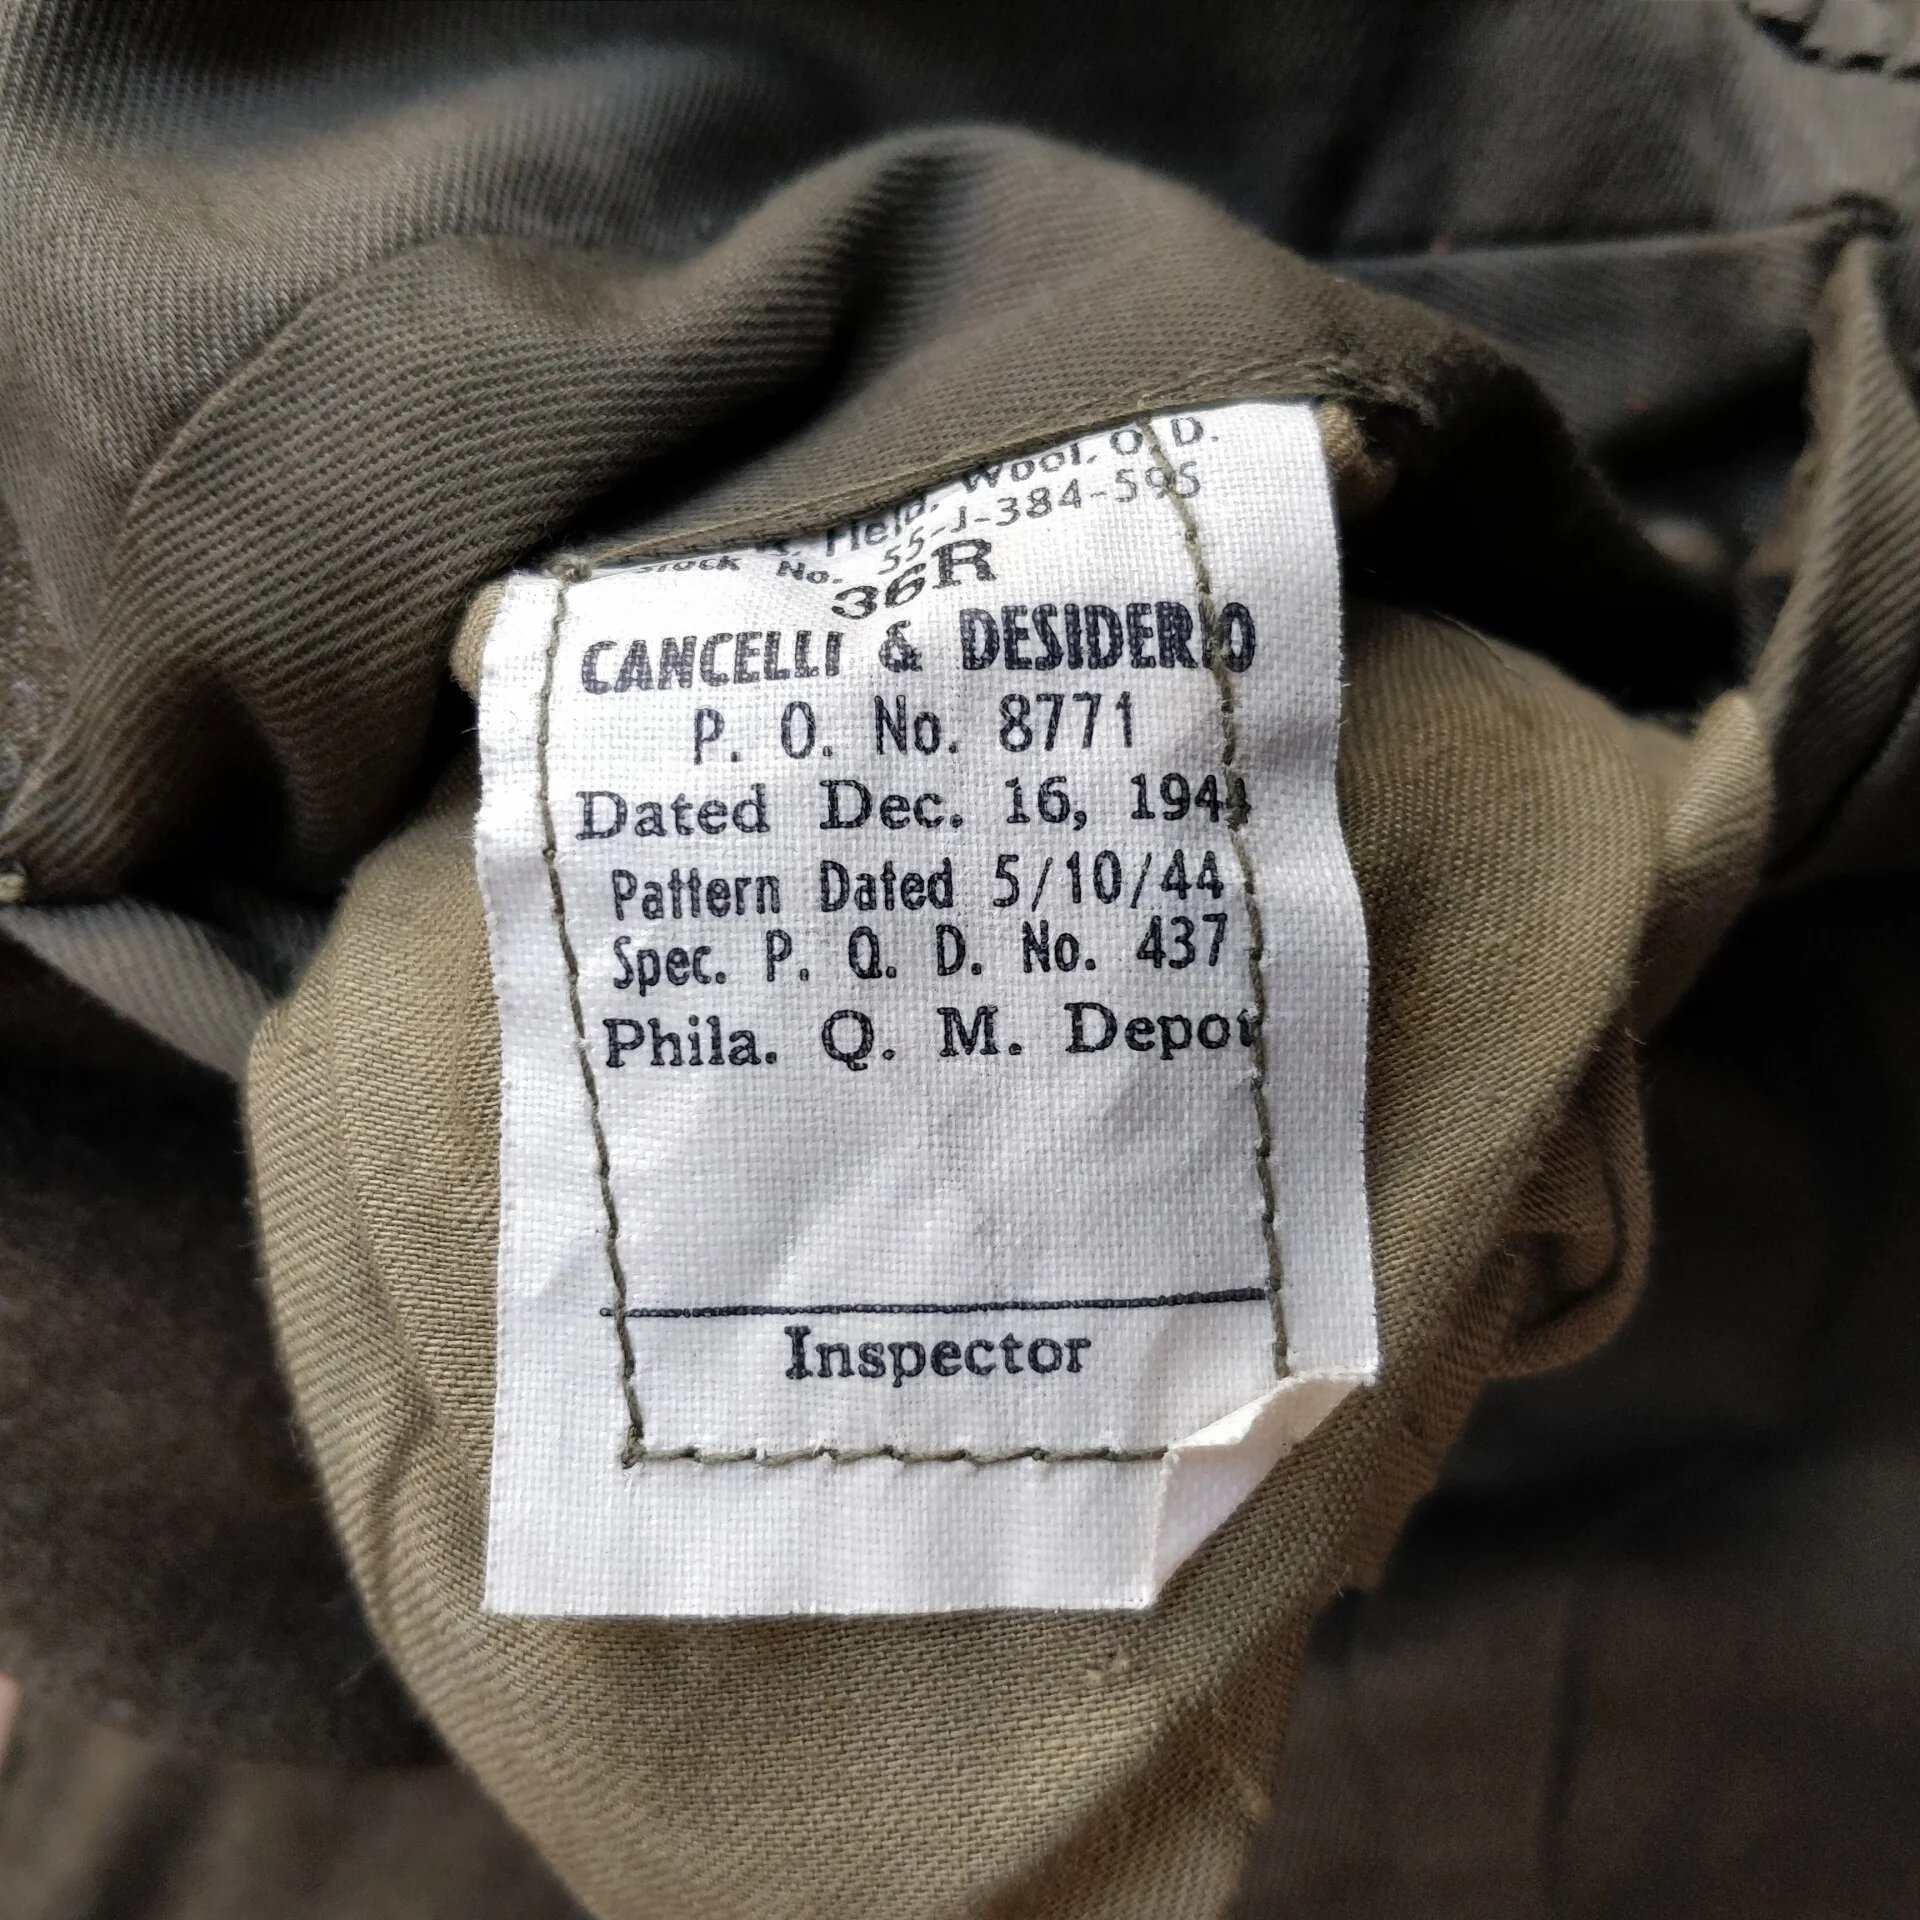 Field, Wool, O.D.
Stock No. 55-J-384-595
36R
CANCELLI & DESIDERIO
P. O. No. 8771
Dated Dec. 16, 1944
Pattern Dated 5/10/44
Spec. P. Q. D. No. 437
Phila. Q. M. Depot
Inspector